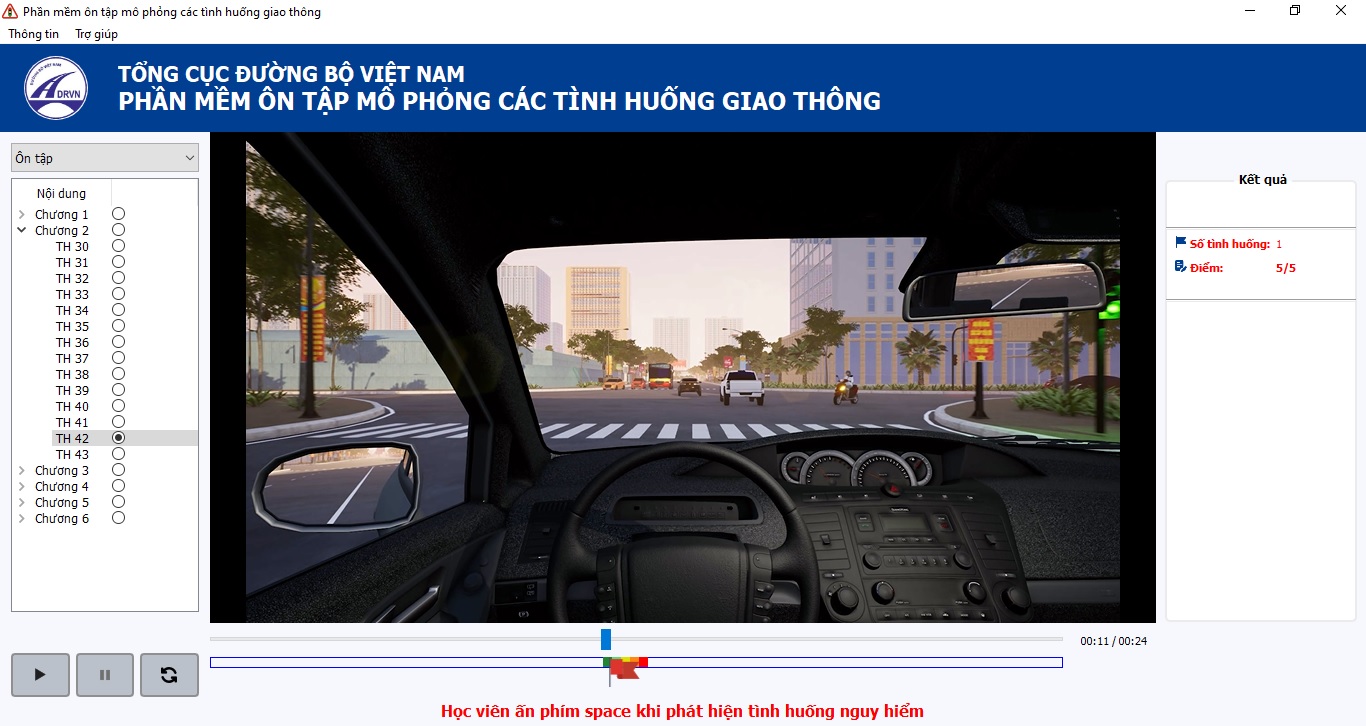 Phần mềm ôn tập mô phỏng các tình huống giao thông
Thông tin Trợ giúp
ĐƯỜNG BỘ VIỆT NAM
DRVN
TỔNG CỤC ĐƯỜNG BỘ VIỆT NAM
PHẦN MỀM ÔN TẬP MÔ PHỎNG CÁC TÌNH HUỐNG GIAO THÔNG
Ôn tập
Nội dung
Chương 1
Chương 2
TH 30
TH 31
TH 32
TH 33
TH 34
TH 35
TH 36
TH 37
TH 38
TH 39
TH 40
TH 41
TH 42
TH 43
Chương 3
Chương 4
Chương 5
Chương 6
Kết quả
Số tình huống: 1
Điểm: 5/5
00:11 / 00:24
Học viên ấn phím space khi phát hiện tình huống nguy hiểm